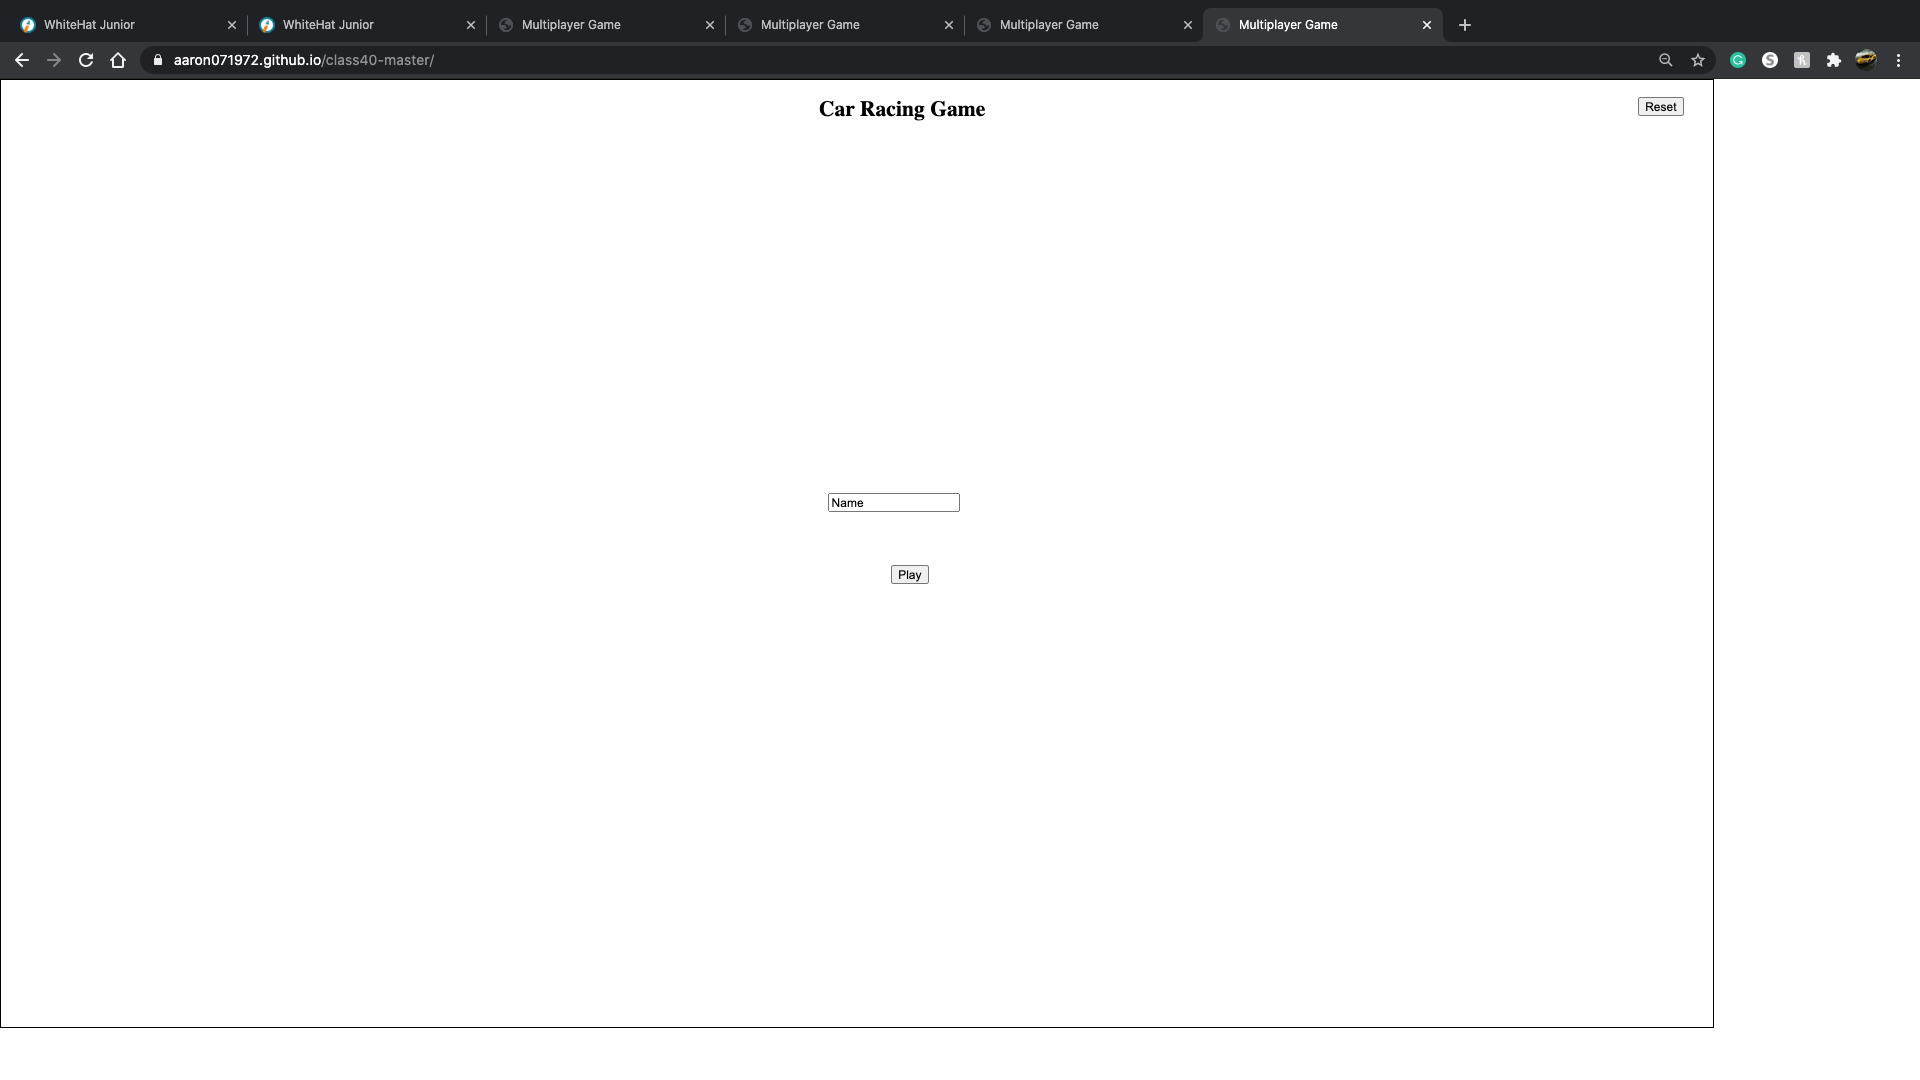 WhiteHat Junior
WhiteHat Junior
Multiplayer Game
Multiplayer Game
Multiplayer Game
Multiplayer Game
aaron071972.github.io/class40-master/
Car Racing Game
Reset
Name
Play